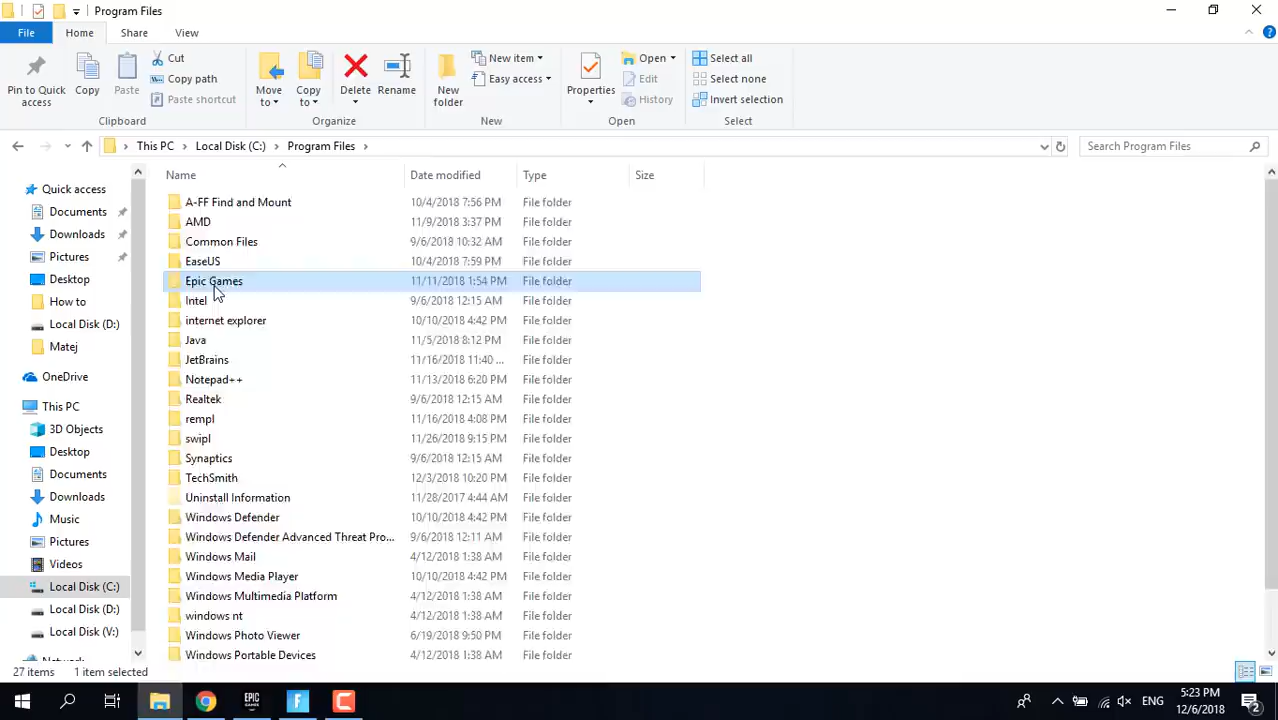 Program Files
File Home Share View
Pin to Quick access
Copy
Paste
Cut
Copy path
Paste shortcut
Clipboard
Move to
Copy to
Delete
Rename
Organize
New folder
New item
Easy access
New
Properties
Open
Edit
History
Open
Select all
Select none
Invert selection
Select
This PC > Local Disk (C:) > Program Files >
Search Program Files
Quick access
Documents
Downloads
Pictures
Desktop
How to
Local Disk (D:)
Matej
OneDrive
This PC
3D Objects
Desktop
Documents
Downloads
Music
Pictures
Videos
Local Disk (C:)
Local Disk (D:)
Local Disk (V:)
Network
Name Date modified Type Size
A-FF Find and Mount 10/4/2018 7:56 PM File folder
AMD 11/9/2018 3:37 PM File folder
Common Files 9/6/2018 10:32 AM File folder
EaseUS 10/4/2018 7:59 PM File folder
Epic Games 11/11/2018 1:54 PM File folder
Intel 9/6/2018 12:15 AM File folder
internet explorer 10/10/2018 4:42 PM File folder
Java 11/5/2018 8:12 PM File folder
JetBrains 11/16/2018 11:40 ... File folder
Notepad++ 11/13/2018 6:20 PM File folder
Realtek 9/6/2018 12:15 AM File folder
rempl 11/16/2018 4:08 PM File folder
swipl 11/26/2018 9:15 PM File folder
Synaptics 9/6/2018 12:15 AM File folder
TechSmith 12/3/2018 10:20 PM File folder
Uninstall Information 11/28/2017 4:44 AM File folder
Windows Defender 10/10/2018 4:42 PM File folder
Windows Defender Advanced Threat Pro... 9/6/2018 12:11 AM File folder
Windows Mail 4/12/2018 1:38 AM File folder
Windows Media Player 10/10/2018 4:42 PM File folder
Windows Multimedia Platform 4/12/2018 1:38 AM File folder
windows nt 4/12/2018 1:38 AM File folder
Windows Photo Viewer 6/19/2018 9:50 PM File folder
Windows Portable Devices 4/12/2018 1:38 AM File folder
27 items 1 item selected
EPIC GAMES
F
ENG
5:23 PM
12/6/2018
2